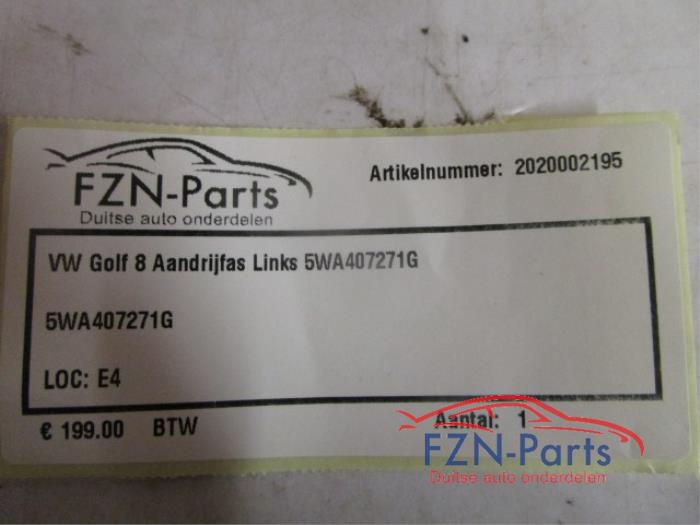 FZN-Parts
Duitse auto onderdelen
Artikelnummer: 2020002195
VW Golf 8 Aandrijfas Links 5WA407271G
5WA407271G
LOC: E4
€ 199.00 BTW
Aantal: 1
FZN-Parts
Duitse auto onderdelen